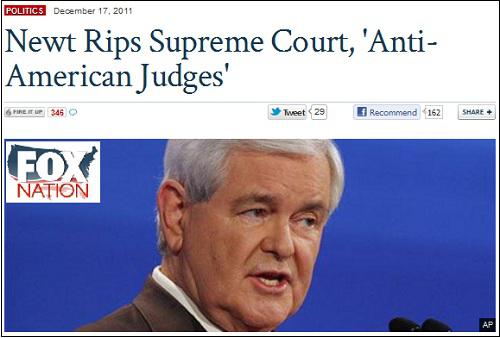 POLITICS December 17, 2011
Newt Rips Supreme Court, 'Anti-
American Judges'
FIRE IT UP 346 Tweet 29 Recommend 162 SHARE +
FOX
NATION
AP